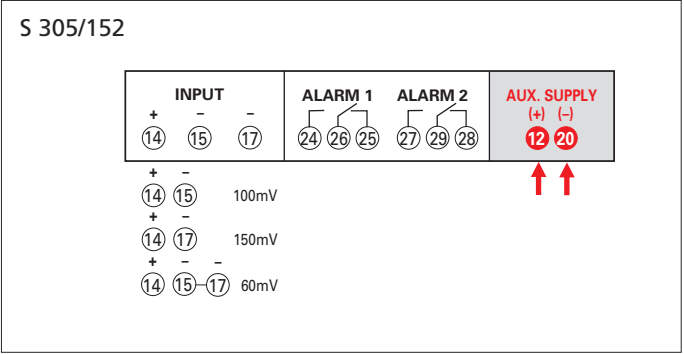 S 305/152
INPUT ALARM 1 ALARM 2 AUX. SUPPLY
+ − − (+) (−)
14 15 17 24 26 25 27 29 28 12 20
+ −
14 15 100mV
+ −
14 17 150mV
+ − −
14 15 17 60mV